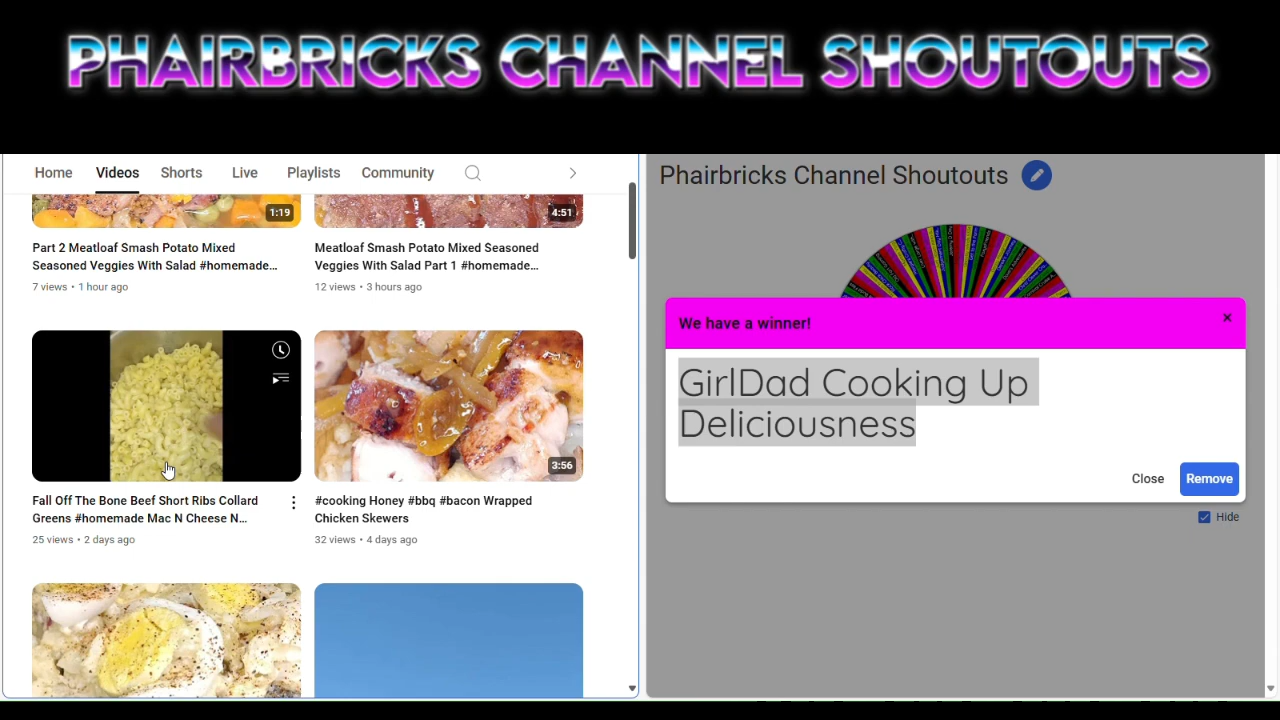 PHAIRBRICKS CHANNEL SHOUTOUTS
Home Videos Shorts Live Playlists Community
1:19
4:51
Part 2 Meatloaf Smash Potato Mixed
Seasoned Veggies With Salad #homemade...
7 views • 1 hour ago
Meatloaf Smash Potato Mixed Seasoned
Veggies With Salad Part 1 #homemade...
12 views • 3 hours ago
3:56
Fall Off The Bone Beef Short Ribs Collard
Greens #homemade Mac N Cheese N...
25 views • 2 days ago
#cooking Honey #bbq #bacon Wrapped
Chicken Skewers
32 views • 4 days ago
Phairbricks Channel Shoutouts
We have a winner!
×
GirlDad Cooking Up
Deliciousness
Close
Remove
Hide